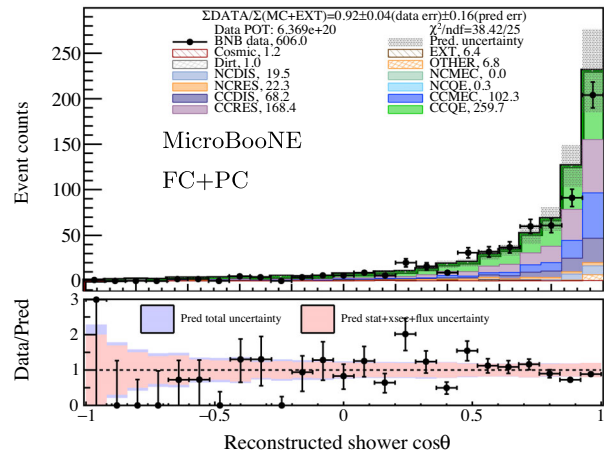 ΣDATA/Σ(MC+EXT)=0.92±0.04(data err)±0.16(pred err)
Data POT: 6.369e+20 χ²/ndf=38.42/25
BNB data, 606.0 Pred. uncertainty
Cosmic, 1.2 EXT, 6.4
Dirt, 1.0 OTHER, 6.8
NCDIS, 19.5 NCMEC, 0.0
NCRES, 22.3 NCQE, 0.3
CCDIS, 68.2 CCMEC, 102.3
CCRES, 168.4 CCQE, 259.7
MicroBooNE
FC+PC
Event counts
300
250
200
150
100
50
0
Pred total uncertainty Pred stat+xsec+flux uncertainty
Data/Pred
3
2
1
0
−1 −0.5 0 0.5 1
Reconstructed shower cosθ